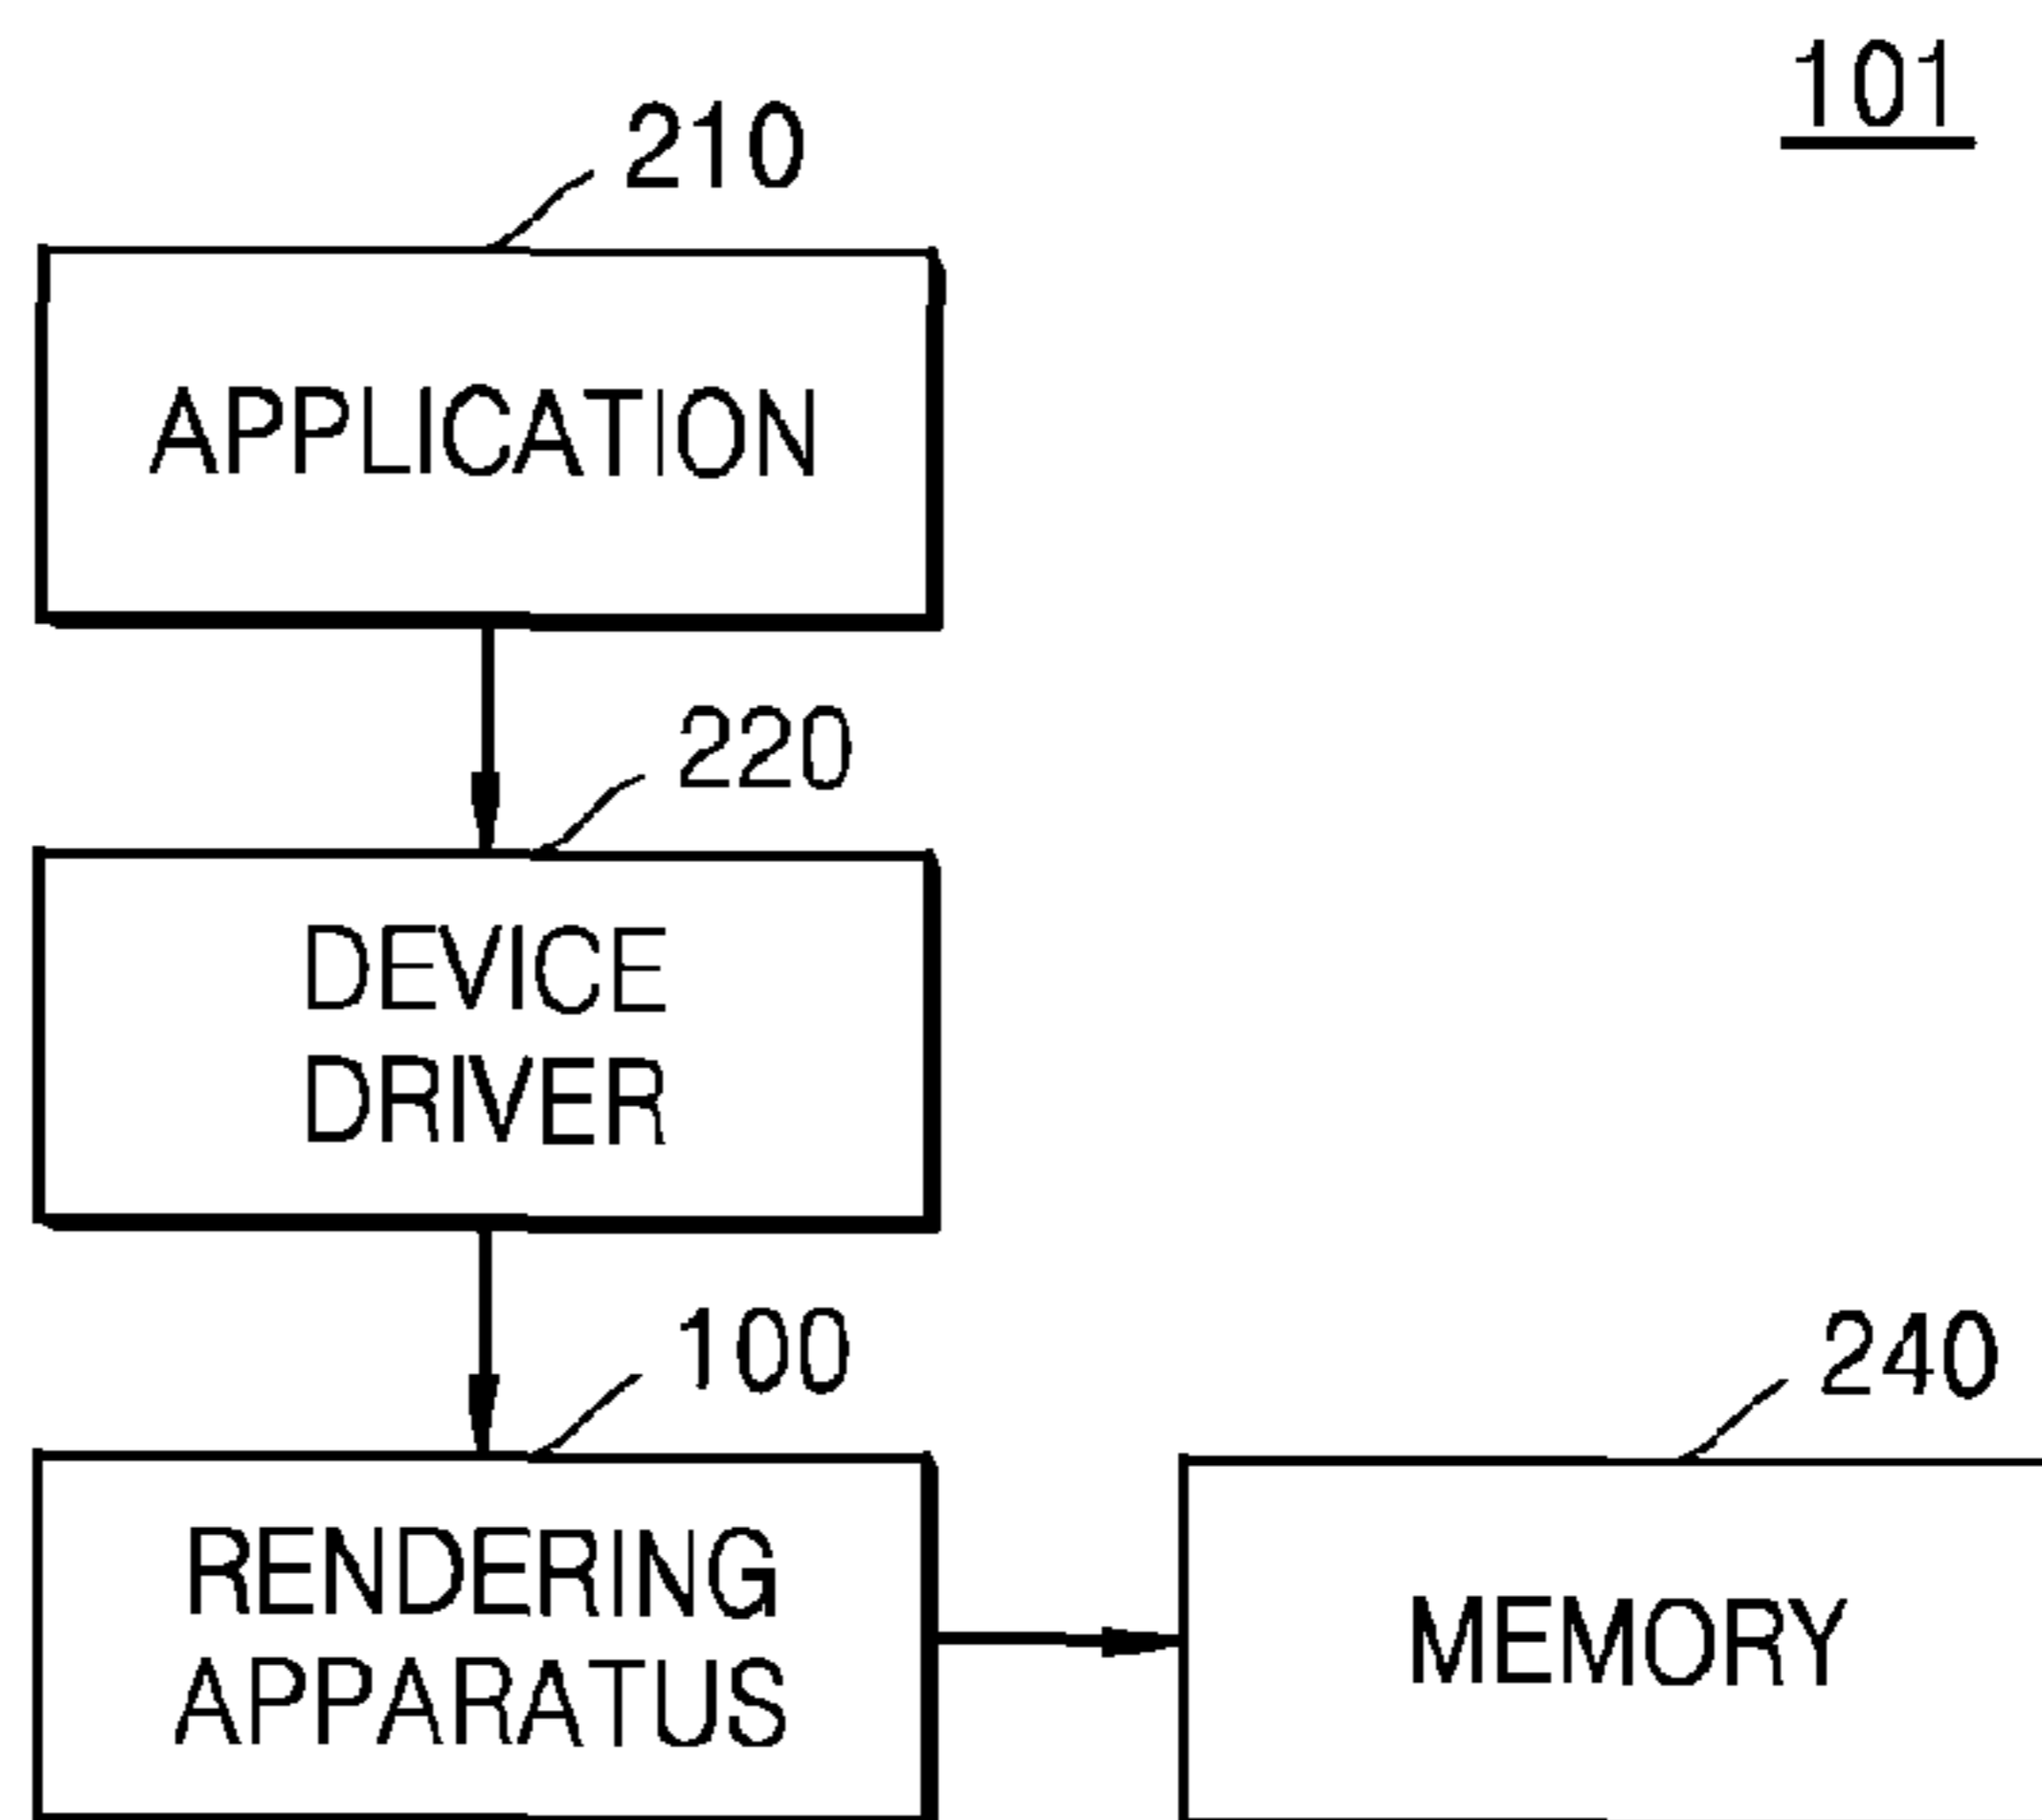 101
210
APPLICATION
220
DEVICE
DRIVER
100
240
RENDERING
APPARATUS
MEMORY